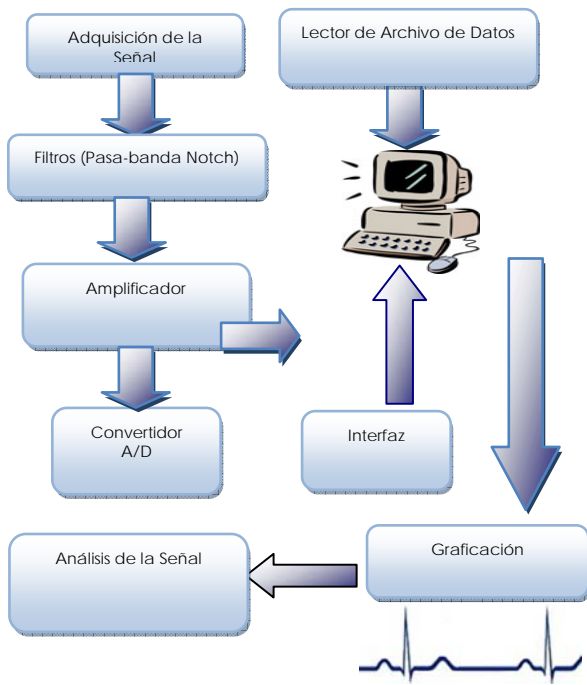 Adquisición de la
Señal
Lector de Archivo de Datos
Filtros (Pasa-banda Notch)
Amplificador
Convertidor
A/D
Interfaz
Graficación
Análisis de la Señal